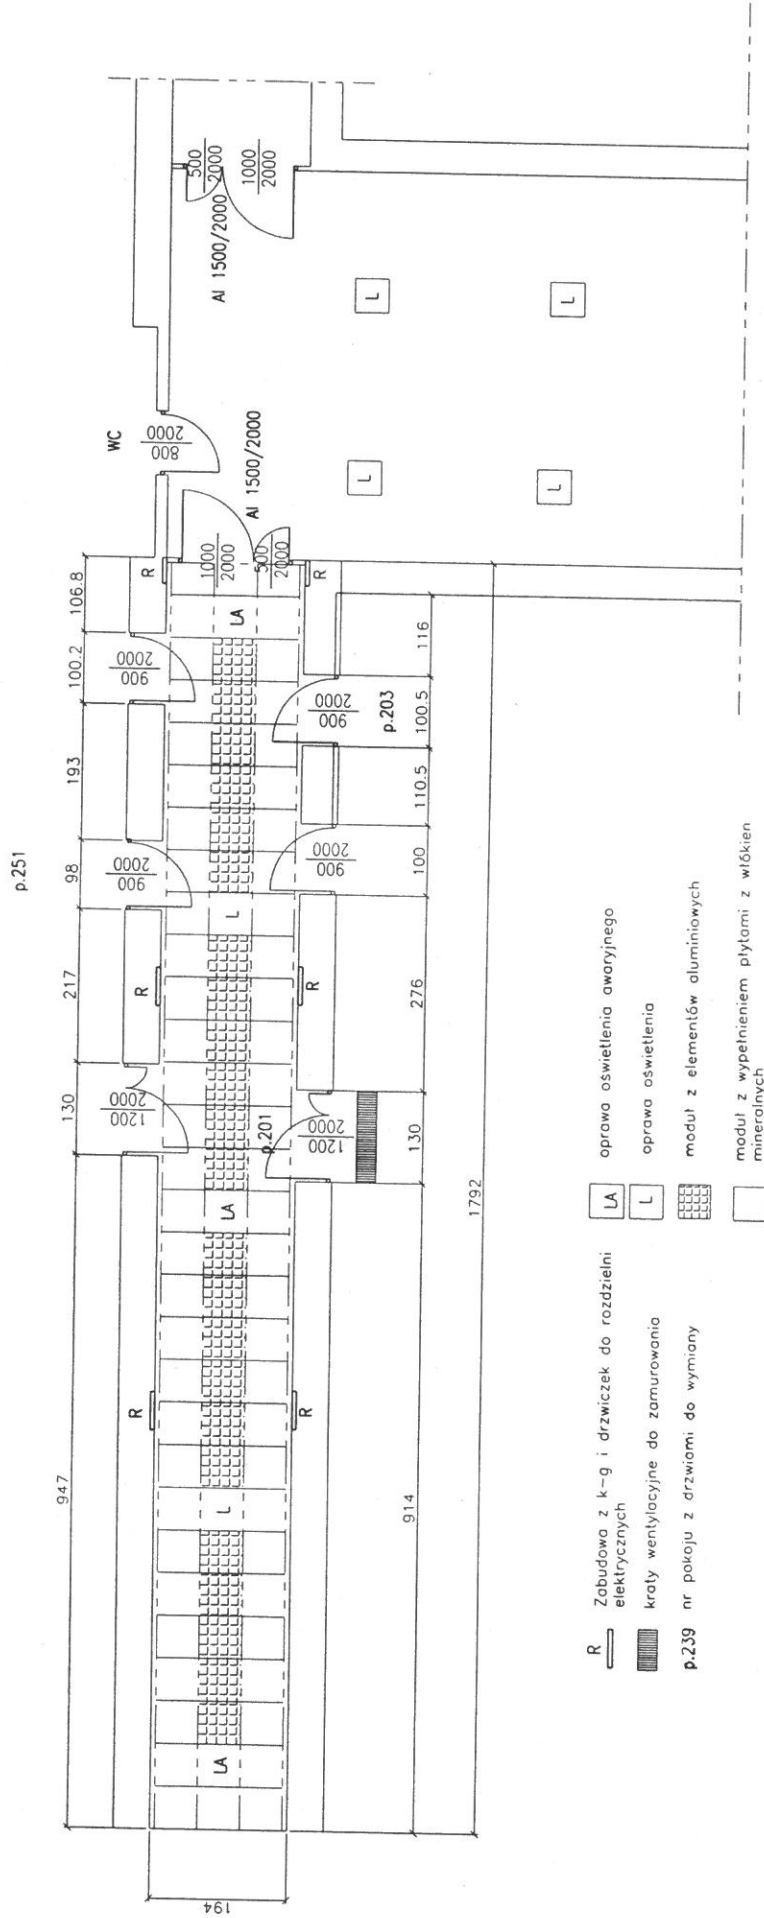 p.251
947
130
217
98
193
100.2
106.8
WC
800
2000
Al 1500/2000
500
2000
1000
2000
Al 1500/2000
1000
2000
500
2000
R
R
R
R
R
R
1200
2000
900
2000
900
2000
194
LA
L
LA
L
LA
p.201
1200
2000
900
2000
900
2000
p.203
L
L
L
L
914
130
276
100
110.5
100.5
116
1792
R
Zabudowa z k-g i drzwiczek do rozdzielni
elektrycznych
kraty wentylacyjne do zamurowania
p.239 nr pokoju z drzwiami do wymiany
LA oprawa oświetlenia awaryjnego
L oprawa oświetlenia
moduł z elementów aluminiowych
moduł z wypełnieniem płytami z włókien
mineralnych